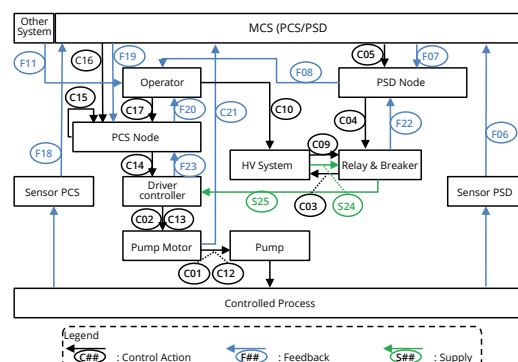 Other
System
MCS (PCS/PSD
F11
C16
F19
C05
F07
F08
Operator
PSD Node
C15
C17
F20
C21
C10
C04
F22
F06
PCS Node
C09
F18
C14
F23
HV System
Relay & Breaker
Sensor PCS
Driver
controller
Sensor PSD
S25
C03
S24
C02
C13
Pump Motor
Pump
C01
C12
Controlled Process
Legend
C## : Control Action
F## : Feedback
S## : Supply